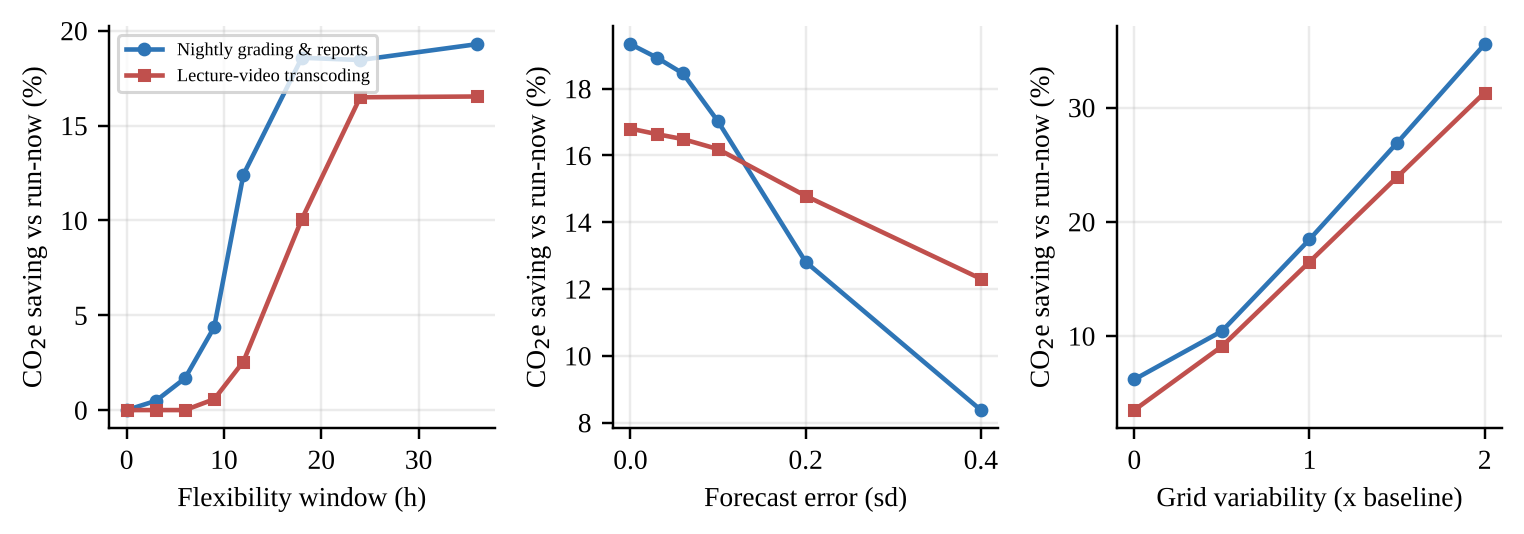 CO₂e saving vs run-now (%)
20
15
10
5
0
Nightly grading & reports
Lecture-video transcoding
0 10 20 30
Flexibility window (h)
CO₂e saving vs run-now (%)
18
16
14
12
10
8
0.0 0.2 0.4
Forecast error (sd)
CO₂e saving vs run-now (%)
30
20
10
0 1 2
Grid variability (x baseline)